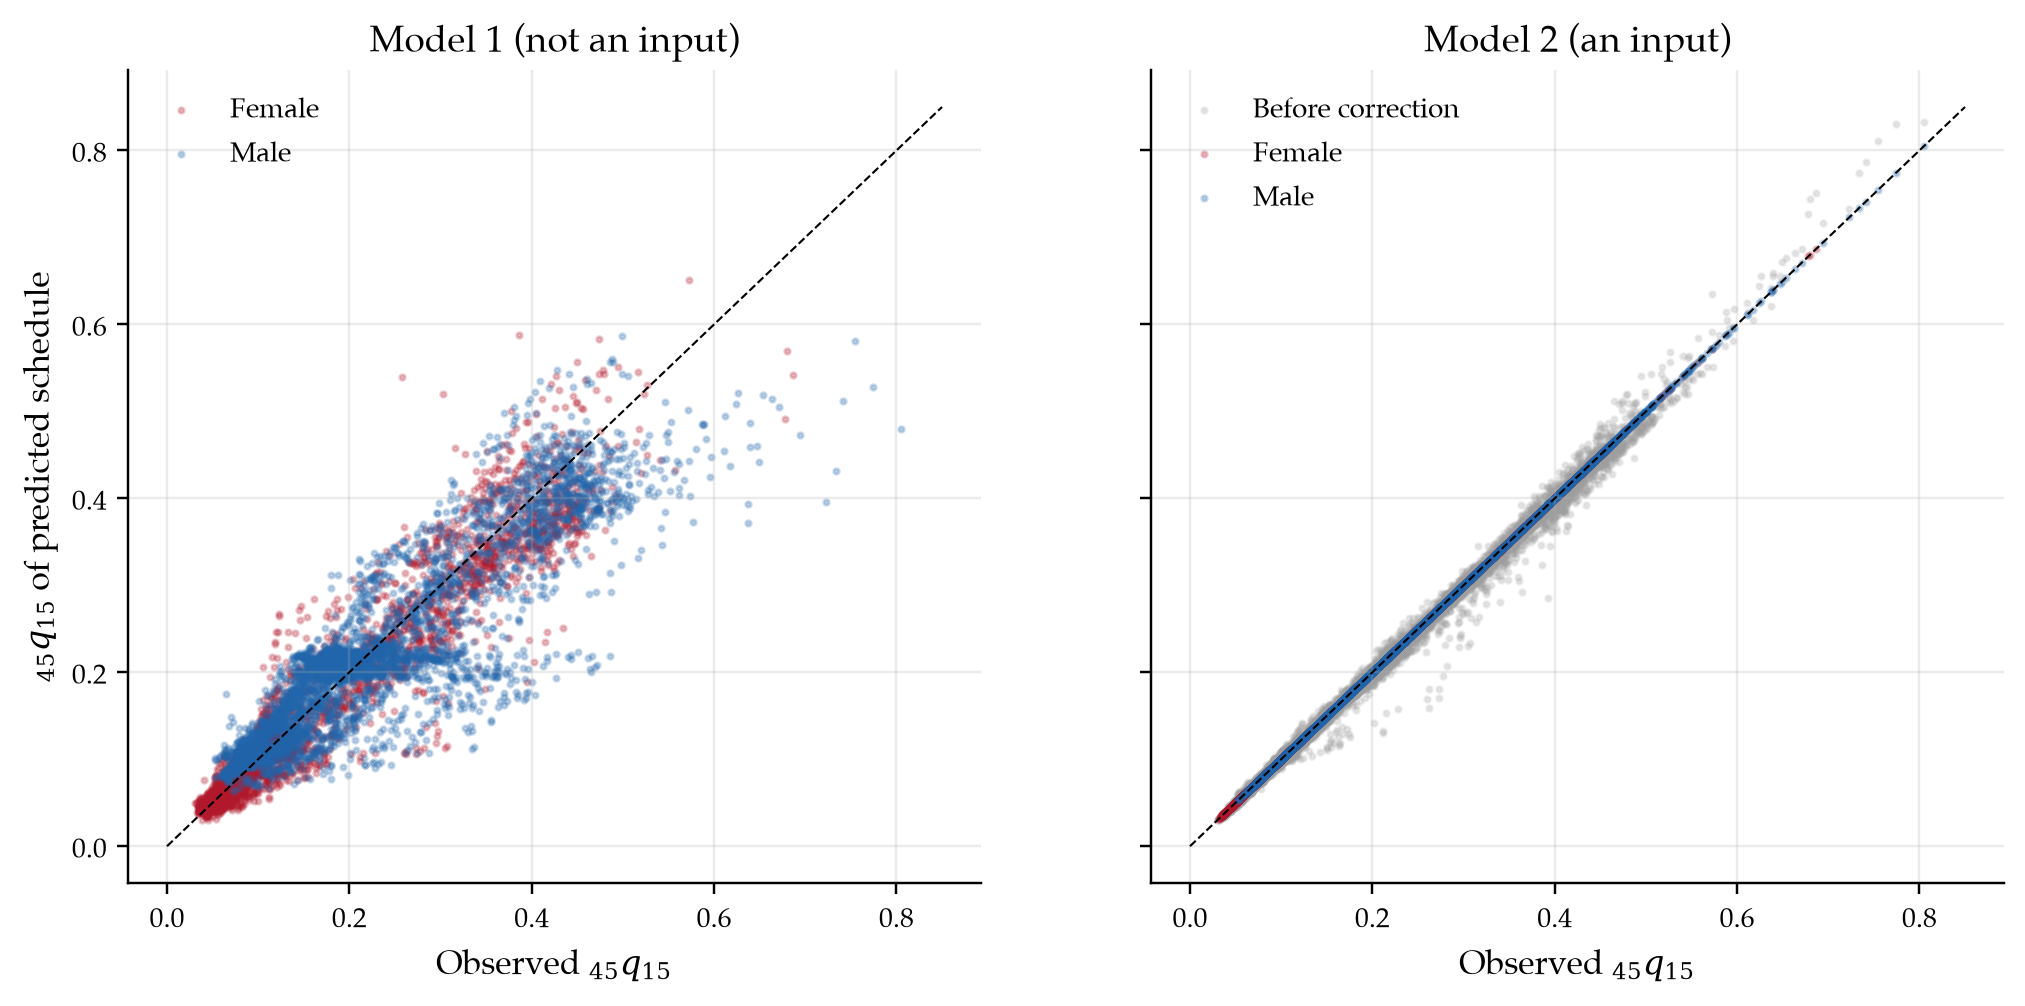 Model 1 (not an input)
Female
Male
0.8
0.6
0.4
0.2
0.0
45q15 of predicted schedule
0.0 0.2 0.4 0.6 0.8
Observed 45q15
Model 2 (an input)
Before correction
Female
Male
0.0 0.2 0.4 0.6 0.8
Observed 45q15